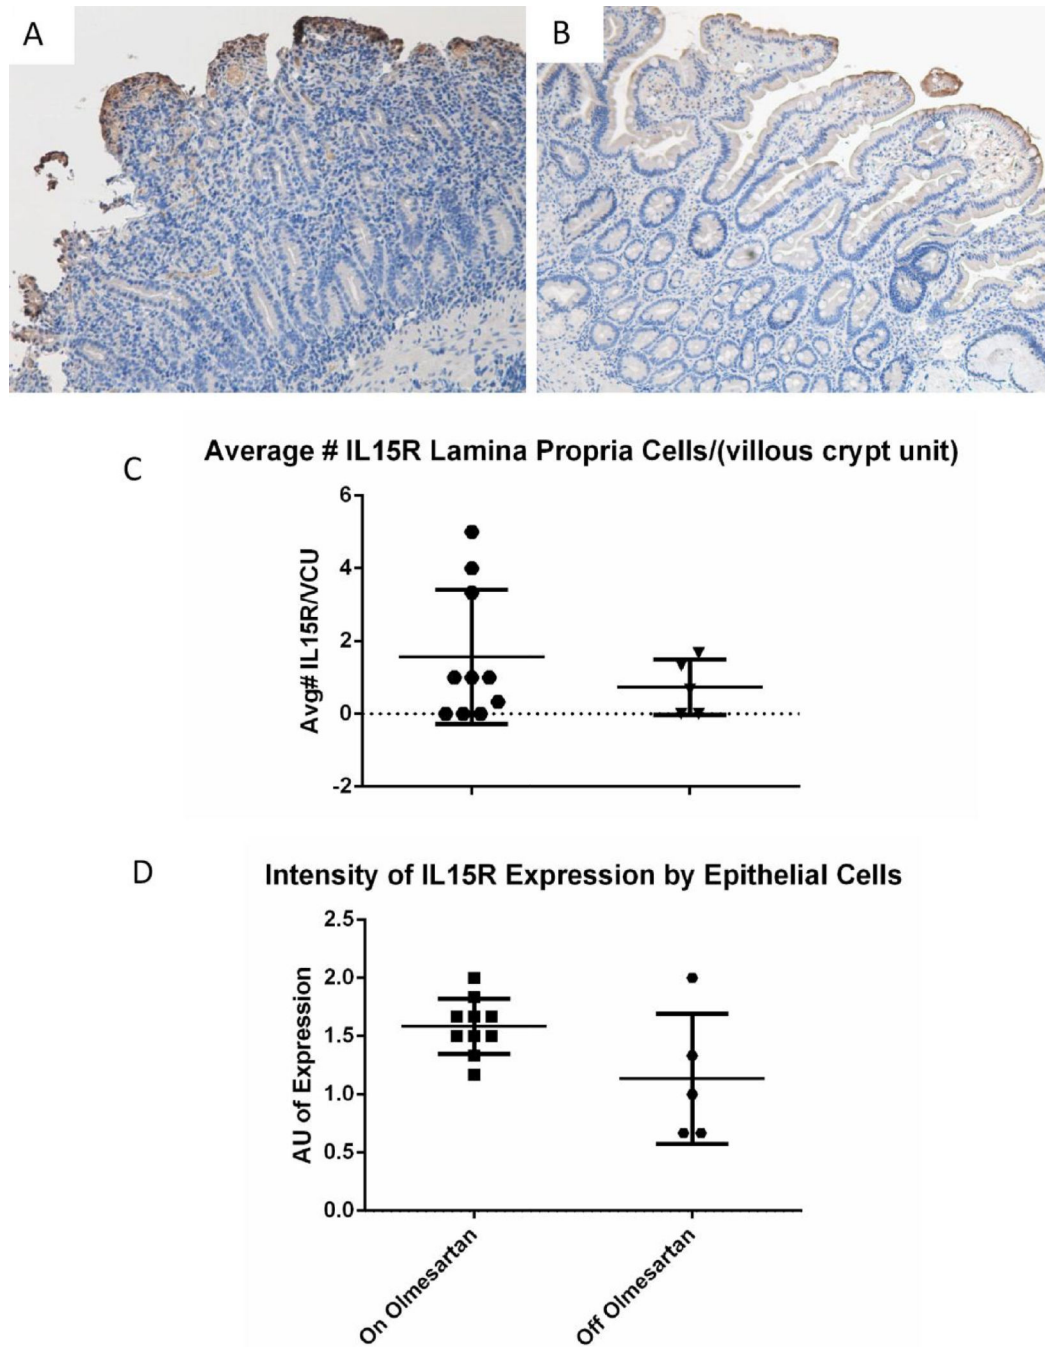 A
B
C
Average # IL15R Lamina Propria Cells/(villous crypt unit)
Avg# IL15R/VCU
6
4
2
0
-2
D
Intensity of IL15R Expression by Epithelial Cells
AU of Expression
2.5
2.0
1.5
1.0
0.5
0.0
On Olmesartan
Off Olmesartan